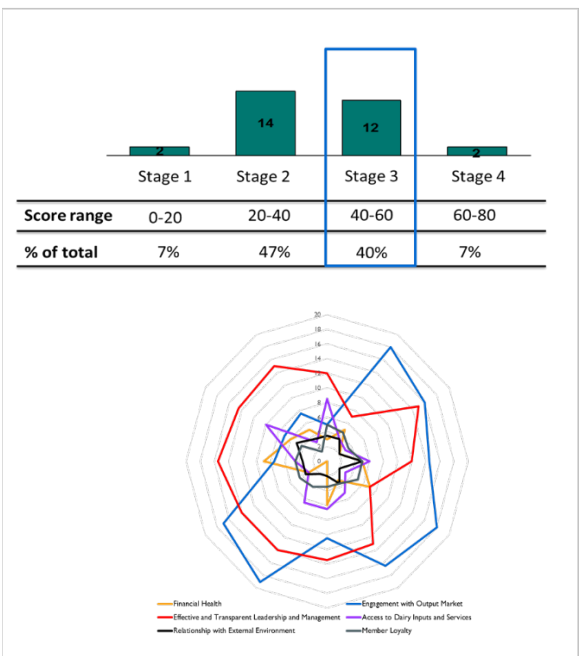 14
12
2
2
Stage 1 Stage 2 Stage 3 Stage 4
Score range 0-20 20-40 40-60 60-80
% of total 7% 47% 40% 7%
20
18
16
14
12
10
8
6
4
2
0
Financial Health Engagement with Output Market
Effective and Transparent Leadership and Management Access to Dairy Inputs and Services
Relationship with External Environment Member Loyalty